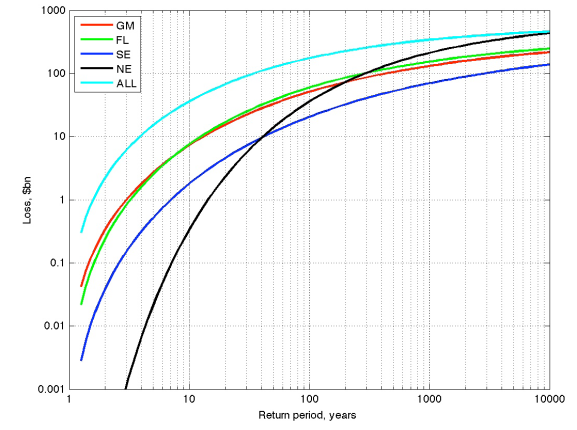 1000
100
10
1
0.1
0.01
0.001
Loss, $bn
GM
FL
SE
NE
ALL
1 10 100 1000 10000
Return period, years